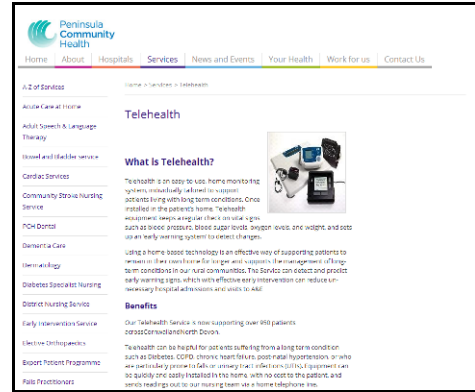 Peninsula
Community
Health
Home About Hospitals Services News and Events Your Health Work for us Contact Us
A-Z of Services
Acute Care at Home
Adult Speech & Language
Therapy
Bowel and Bladder service
Cardiac Services
Community Stroke Nursing
Service
PCH Dental
Dementia Care
Dermatology
Diabetes Specialist Nursing
District Nursing Service
Early Intervention Service
Elective Orthopaedics
Expert Patient Programme
Falls Practitioners
Home > Services > Telehealth
Telehealth
What is Telehealth?
Telehealth is an easy to use, home monitoring
system, individually tailored to support
patients living with long term conditions. Once
installed in the patient's home, Telehealth
equipment keeps a regular check on vital signs
such as blood pressure, blood sugar levels, oxygen levels, and weight, and sets
up an 'early warning system' to detect changes.
Using a home based technology is an effective way of supporting patients to
remain in their own home for longer and supports the management of long-
term conditions in our rural communities. The Service can detect and predict
early warning signs, which with effective early intervention can reduce un-
necessary hospital admissions and visits to A&E.
Benefits
Our Telehealth Service is now supporting over 950 patients
acrossCornwallandNorth Devon.
Telehealth can be helpful for patients suffering from a long term condition
such as Diabetes, COPD, chronic heart failure, post-natal hypertension, or who
are particularly prone to falls or urinary tract infections (UTIs). Equipment can
be quickly and easily installed in the home, with no cost to the patient, and
sends readings out to our nursing team via a home telephone line.